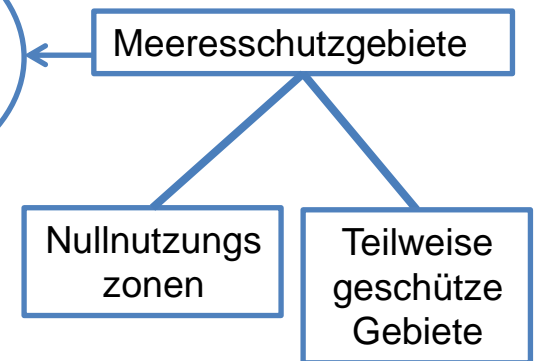 Meeresschutzgebiete
Nullnutzungs
zonen
Teilweise
geschütze
Gebiete